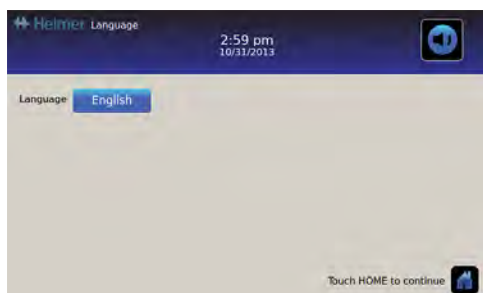 Helmer Language
2:59 pm
10/31/2013
Language English
Touch HOME to continue